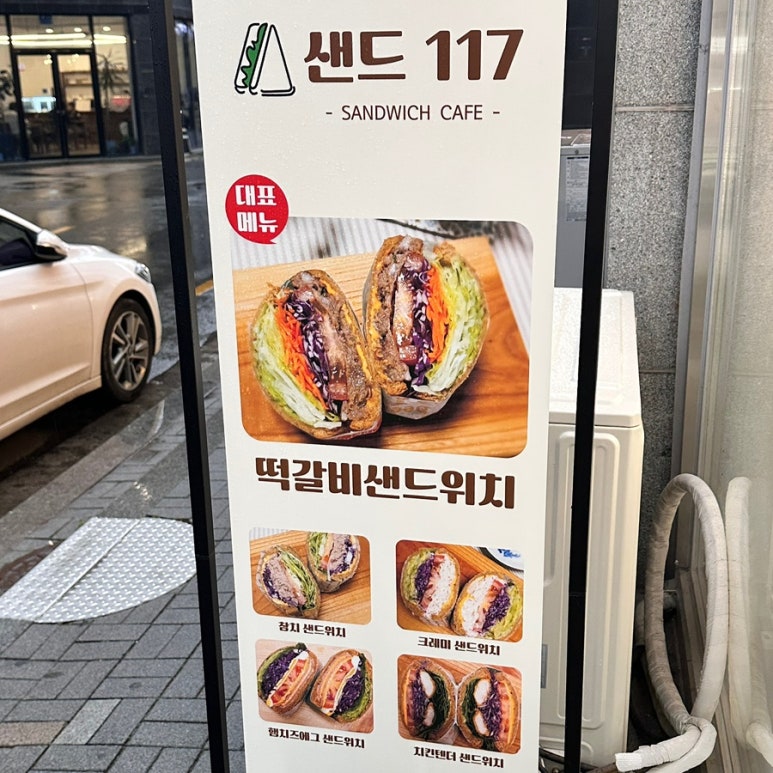 샌드 117
- SANDWICH CAFE -
대표
메뉴
떡갈비샌드위치
참치 샌드위치
크레미 샌드위치
햄치즈에그 샌드위치
치킨텐더 샌드위치